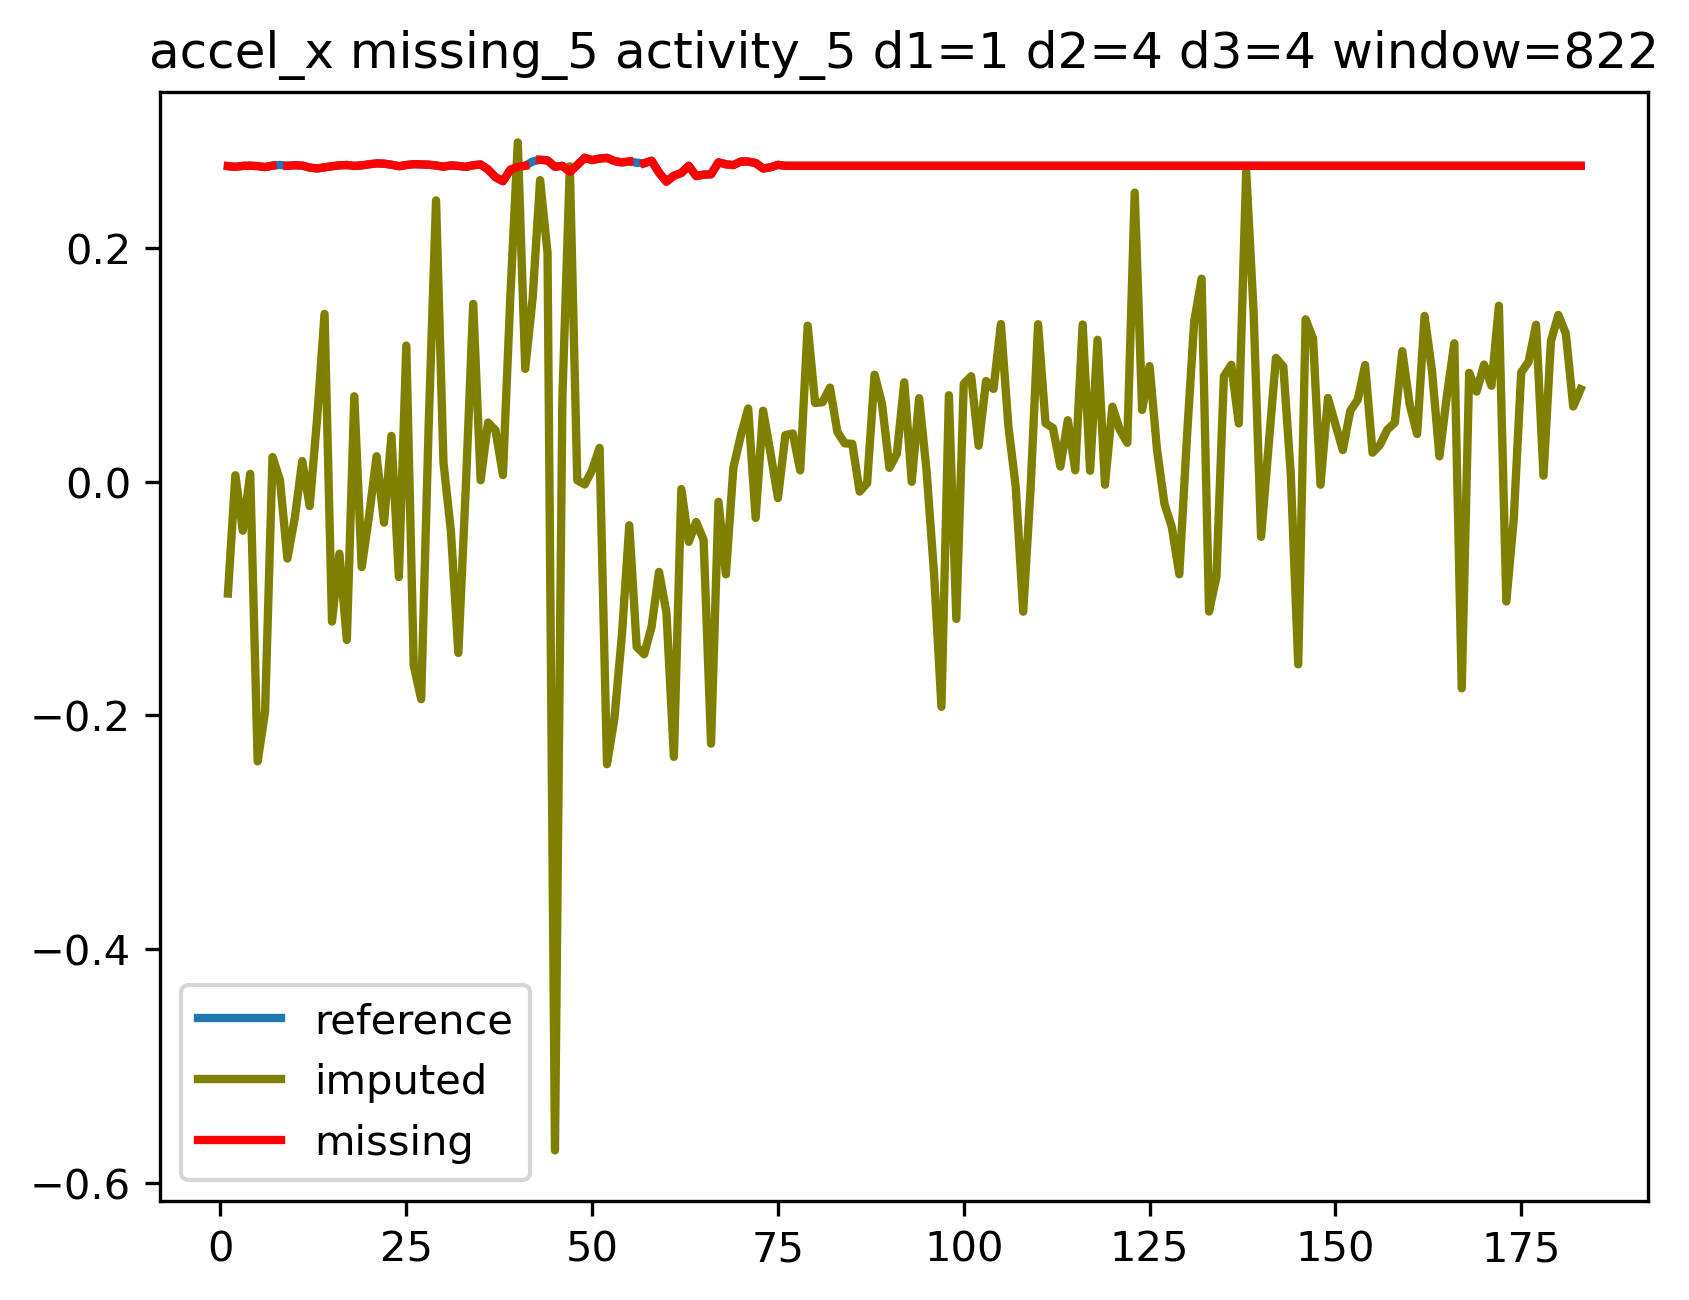 accel_x missing_5 activity_5 d1=1 d2=4 d3=4 window=822
0.2
0.0
−0.2
−0.4
−0.6
reference
imputed
missing
0 25 50 75 100 125 150 175